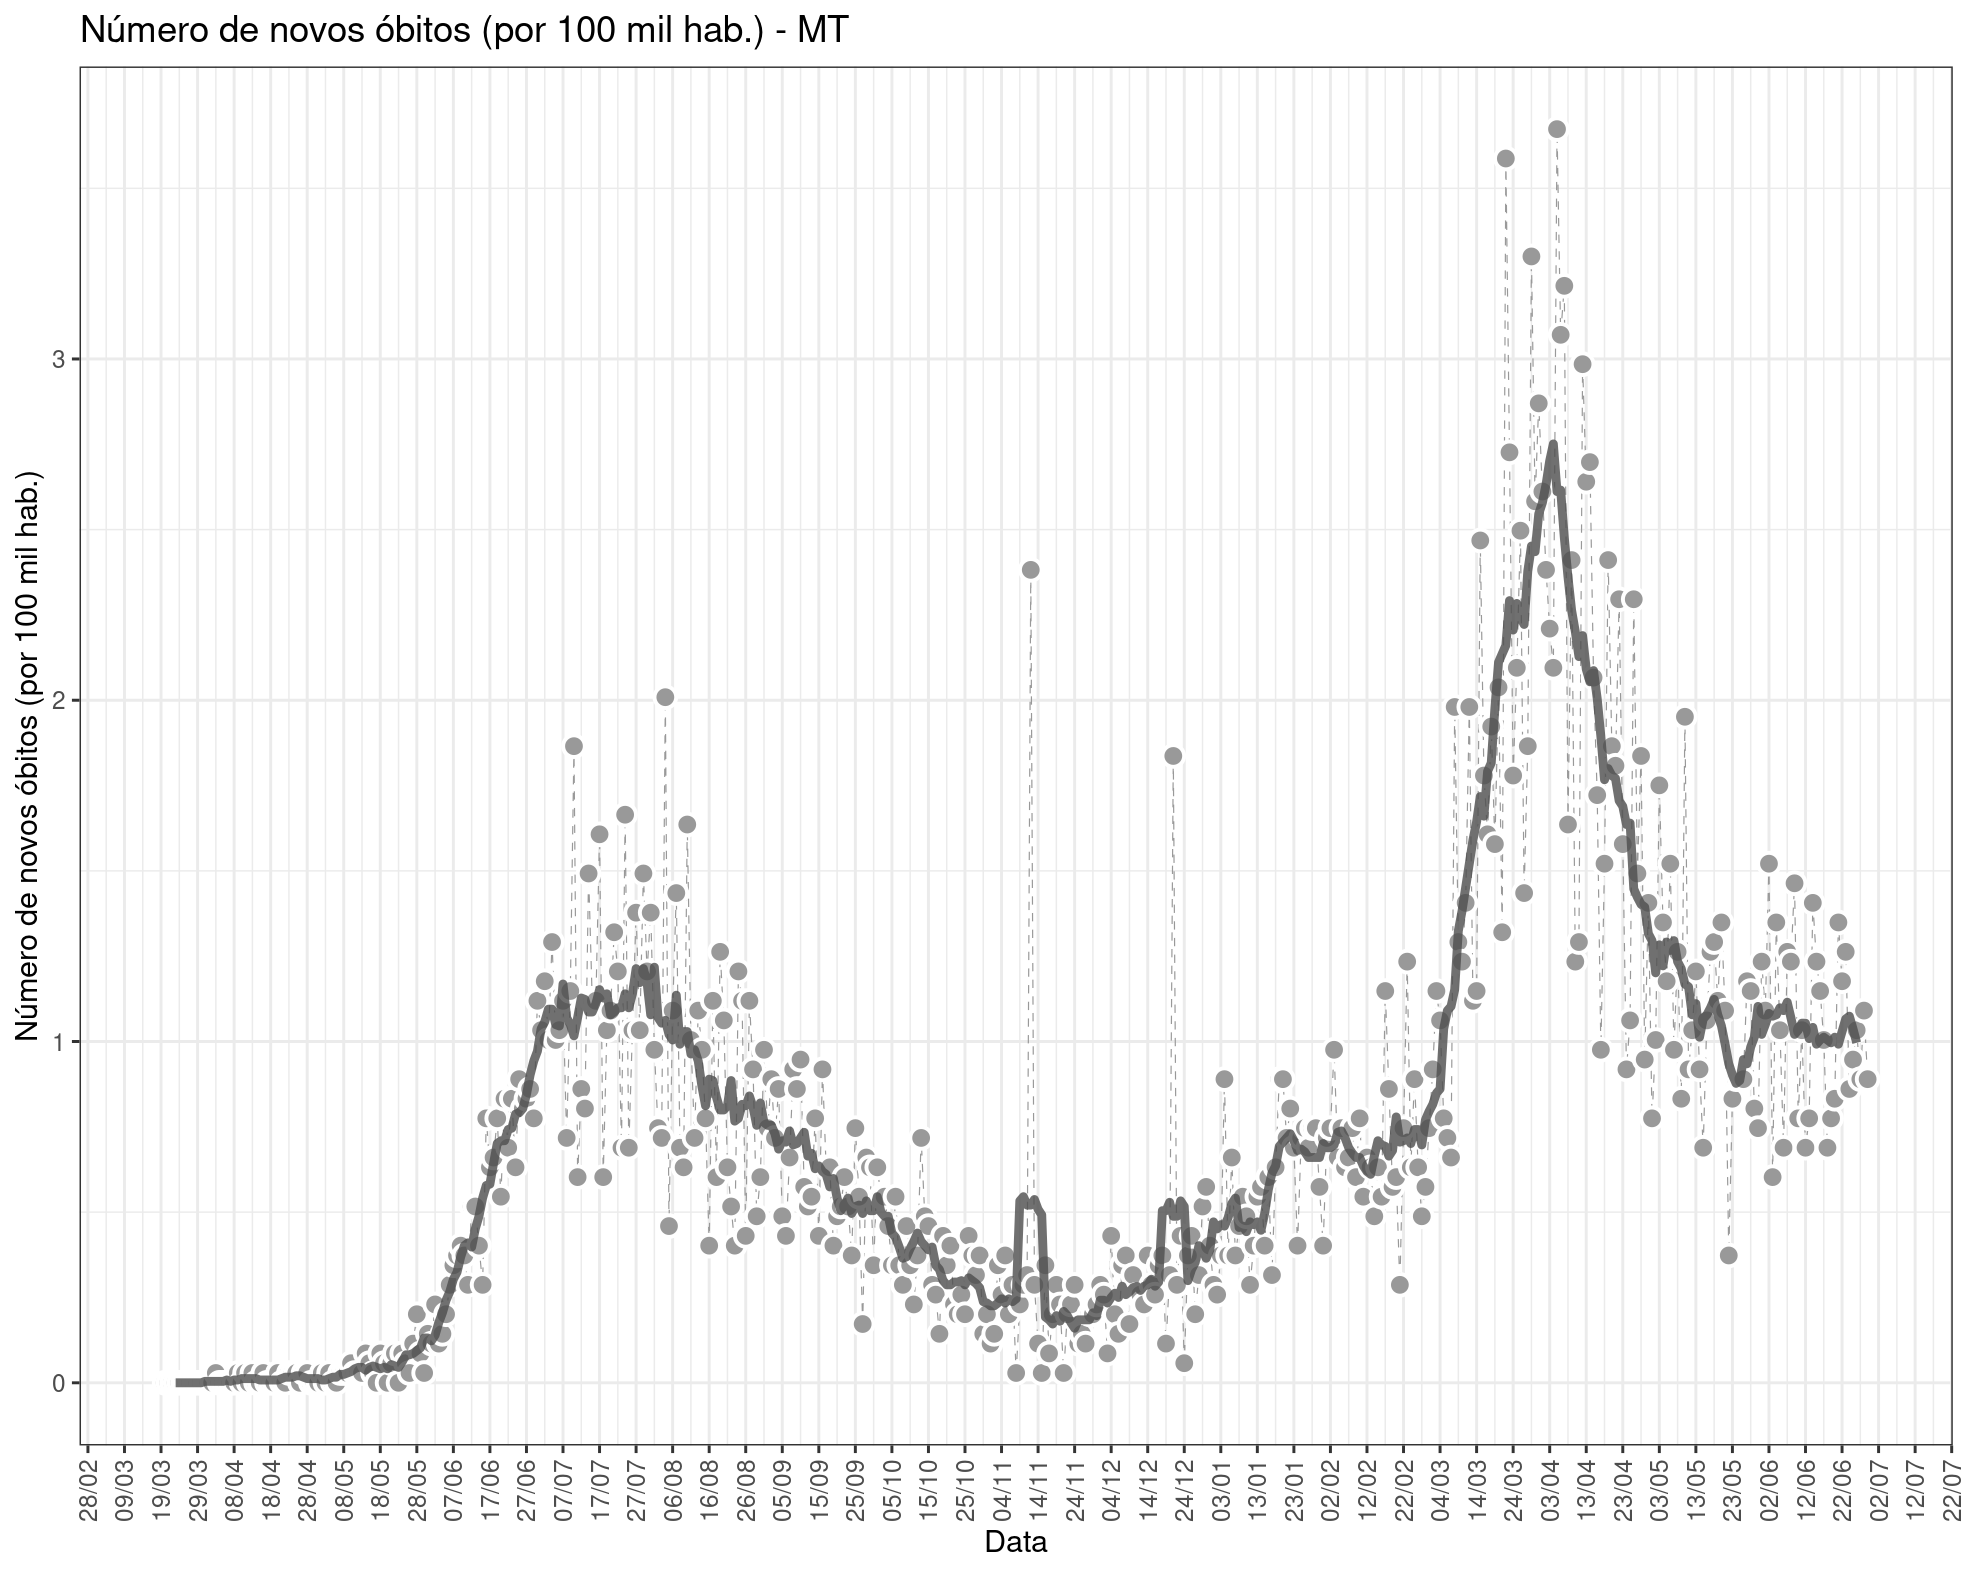 Número de novos óbitos (por 100 mil hab.) - MT
Número de novos óbitos (por 100 mil hab.)
3
2
1
0
28/02 09/03 19/03 29/03 08/04 18/04 28/04 08/05 18/05 28/05 07/06 17/06 27/06 07/07 17/07 27/07 06/08 16/08 26/08 05/09 15/09 25/09 05/10 15/10 25/10 04/11 14/11 24/11 04/12 14/12 24/12 03/01 13/01 23/01 02/02 12/02 22/02 04/03 14/03 24/03 03/04 13/04 23/04 03/05 13/05 23/05 02/06 12/06 22/06 02/07 12/07 22/07
Data